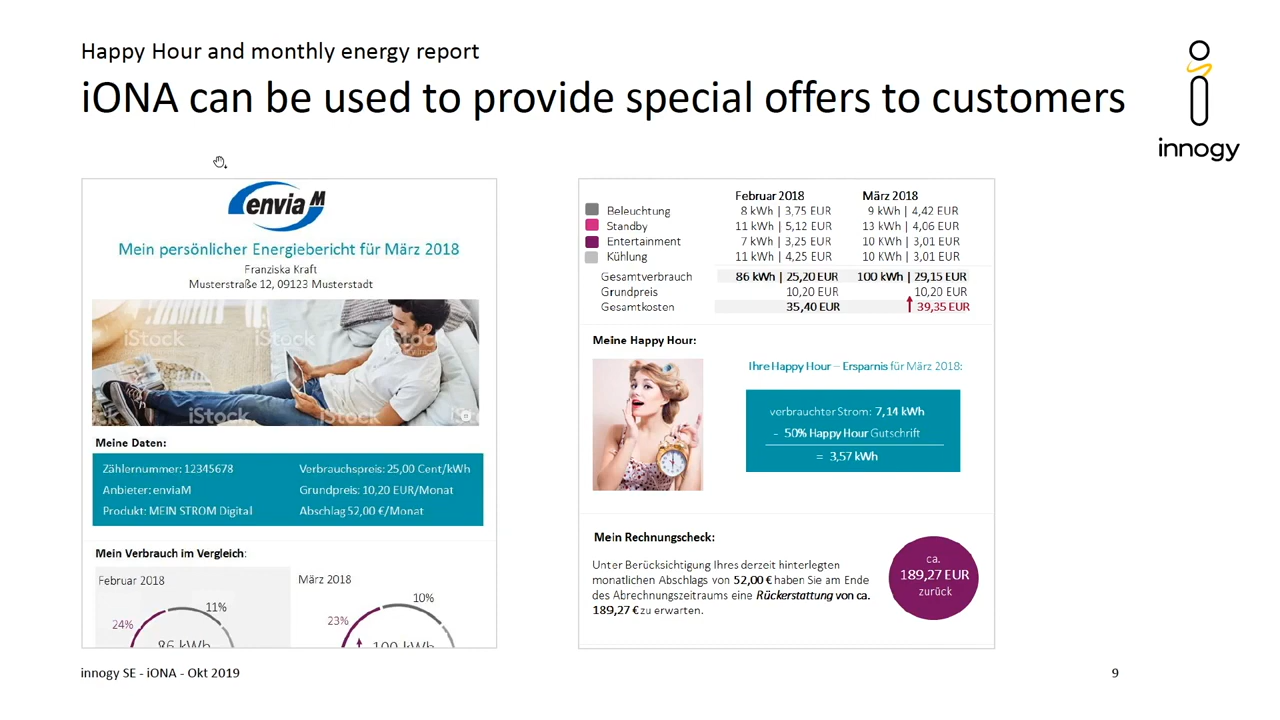 Happy Hour and monthly energy report
iONA can be used to provide special offers to customers
innogy
envia M
Mein persönlicher Energiebericht für März 2018
Franziska Kraft
Musterstraße 12, 09123 Musterstadt
iStock iStock iStock
iStock iStock
Meine Daten:
Zählernummer: 12345678 Verbrauchspreis: 25,00 Cent/kWh
Anbieter: enviaM Grundpreis: 10,20 EUR/Monat
Produkt: MEIN STROM Digital Abschlag 52,00 €/Monat
Mein Verbrauch im Vergleich:
Februar 2018 März 2018
11% 10%
24% 23%
86 kWh 100 kWh
Februar 2018 März 2018
Beleuchtung 8 kWh | 3,75 EUR 9 kWh | 4,42 EUR
Standby 11 kWh | 5,12 EUR 13 kWh | 4,06 EUR
Entertainment 7 kWh | 3,25 EUR 10 KWh | 3,01 EUR
Kühlung 11 kWh | 4,25 EUR 10 KWh | 3,01 EUR
Gesamtverbrauch 86 kWh | 25,20 EUR 100 kWh | 29,15 EUR
Grundpreis 10,20 EUR 10,20 EUR
Gesamtkosten 35,40 EUR 39,35 EUR
Meine Happy Hour:
Ihre Happy Hour – Ersparnis für März 2018:
verbrauchter Strom: 7,14 kWh
- 50% Happy Hour Gutschrift
= 3,57 kWh
Mein Rechnungscheck:
Unter Berücksichtigung Ihres derzeit hinterlegten
monatlichen Abschlags von 52,00 € haben Sie am Ende
des Abrechnungszeitraums eine Rückerstattung von ca.
189,27 € zu erwarten.
ca.
189,27 EUR
zurück
innogy SE - iONA - Okt 2019
9